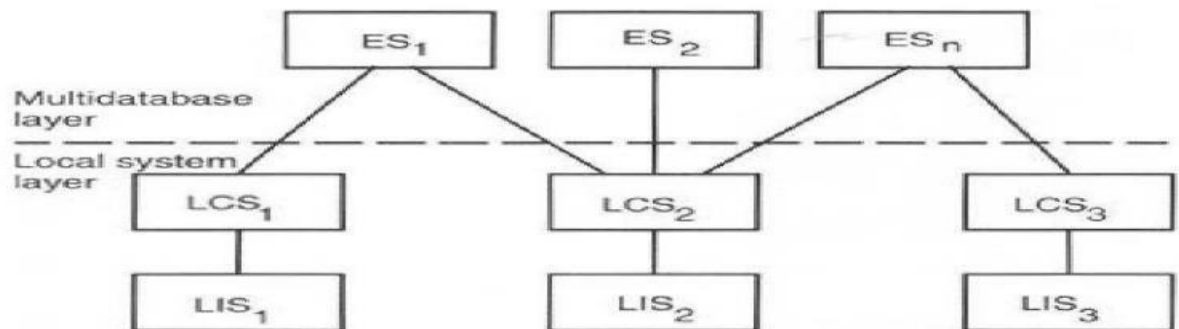 ES1 ES2 ESn
Multidatabase
layer
Local system
layer
LCS1 LCS2 LCS3
LIS1 LIS2 LIS3